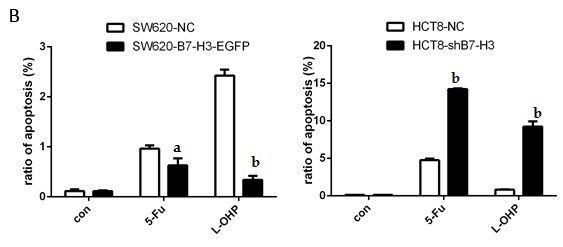 B
SW620-NC
SW620-B7-H3-EGFP
ratio of apoptosis (%)
3
2
1
0
a
b
con
5-Fu
L-OHP
HCT8-NC
HCT8-shB7-H3
ratio of apoptosis (%)
20
15
10
5
0
b
b
con
5-Fu
L-OHP